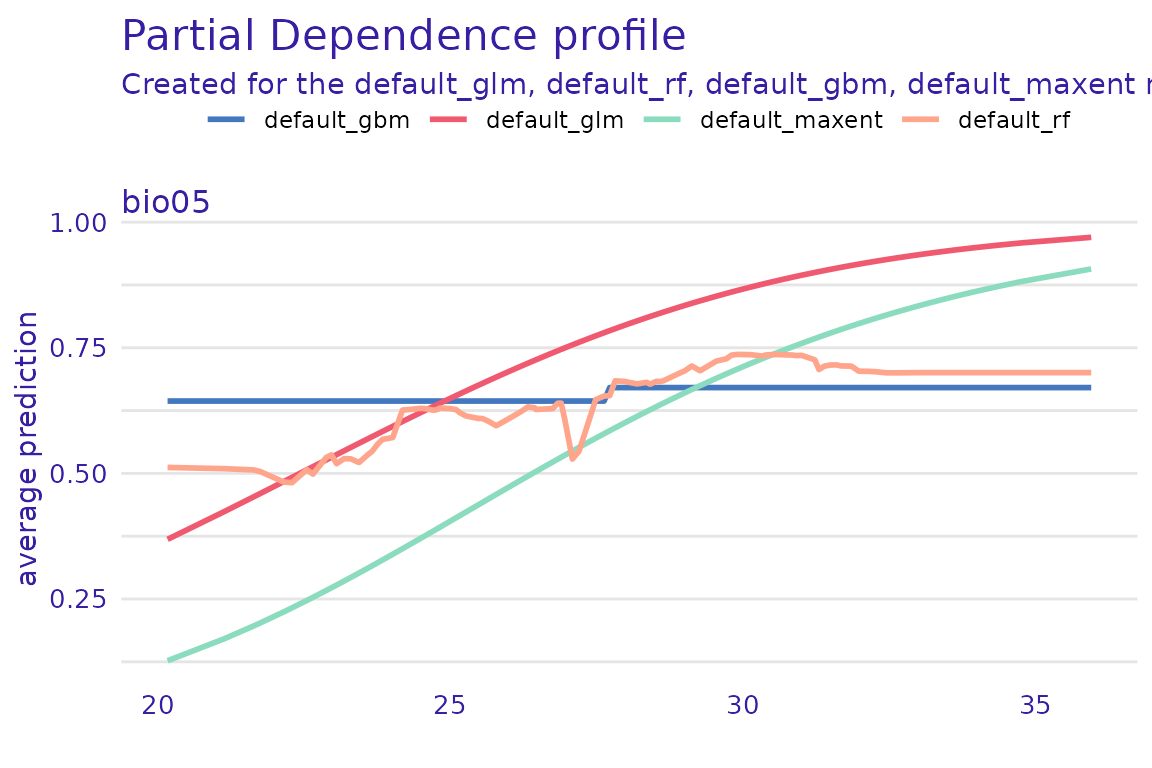 Partial Dependence profile
Created for the default_glm, default_rf, default_gbm, default_maxent
default_gbm default_glm default_maxent default_rf
bio05
1.00
0.75
0.50
0.25
average prediction
20 25 30 35